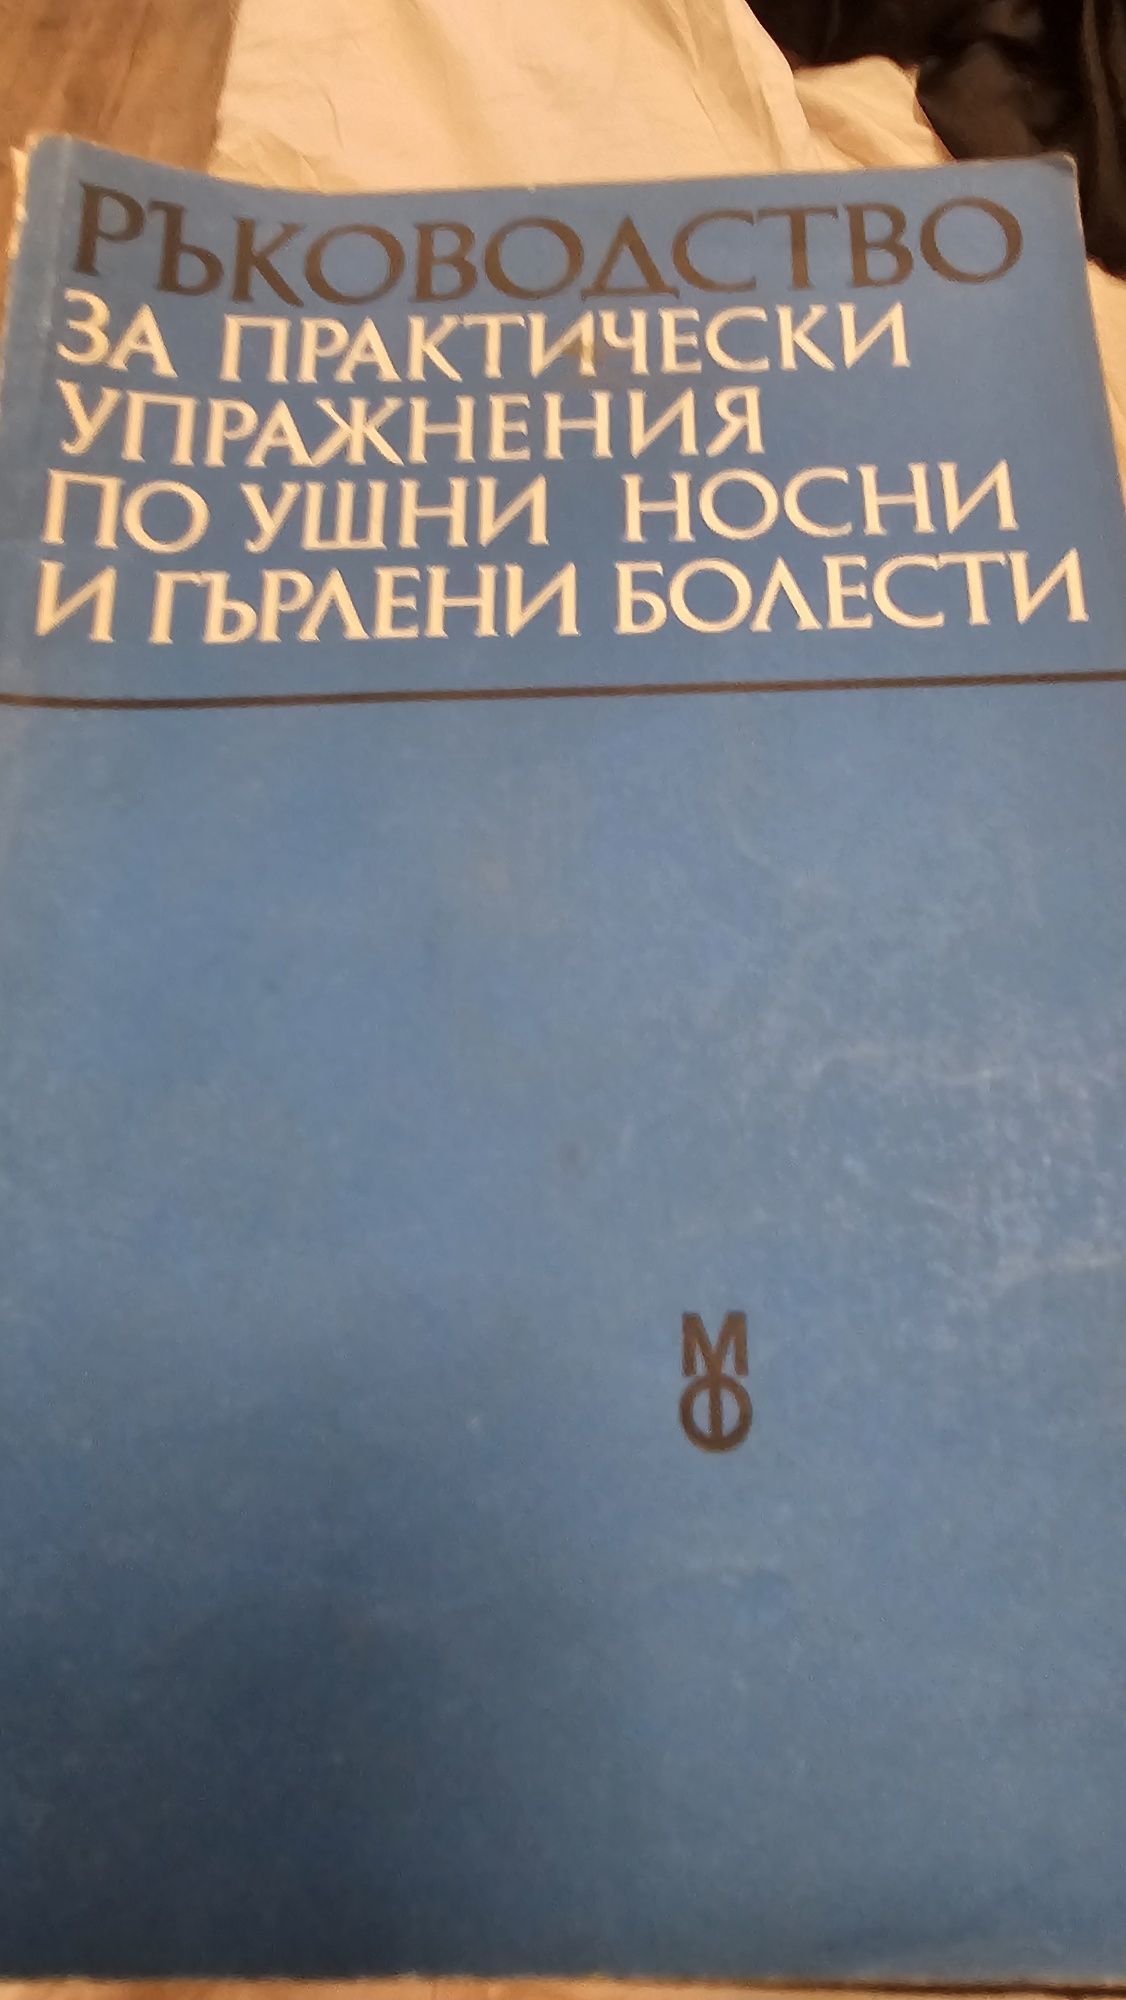 РЪКОВОДСТВО
ЗА ПРАКТИЧЕСКИ
УПРАЖНЕНИЯ
ПО УШНИ НОСНИ
И ГЪРЛЕНИ БОЛЕСТИ
М
Ф